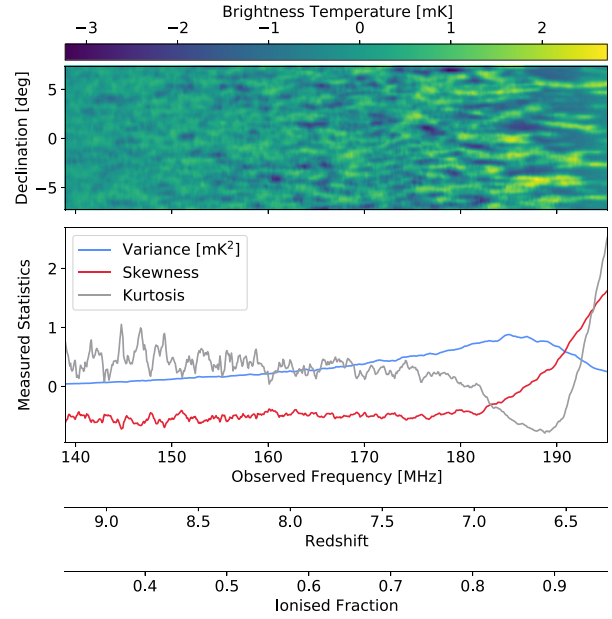 Brightness Temperature [mK]
−3 −2 −1 0 1 2
Declination [deg]
5
0
−5
Measured Statistics
2
1
0
Variance [mK²]
Skewness
Kurtosis
140 150 160 170 180 190
Observed Frequency [MHz]
9.0 8.5 8.0 7.5 7.0 6.5
Redshift
0.4 0.5 0.6 0.7 0.8 0.9
Ionised Fraction